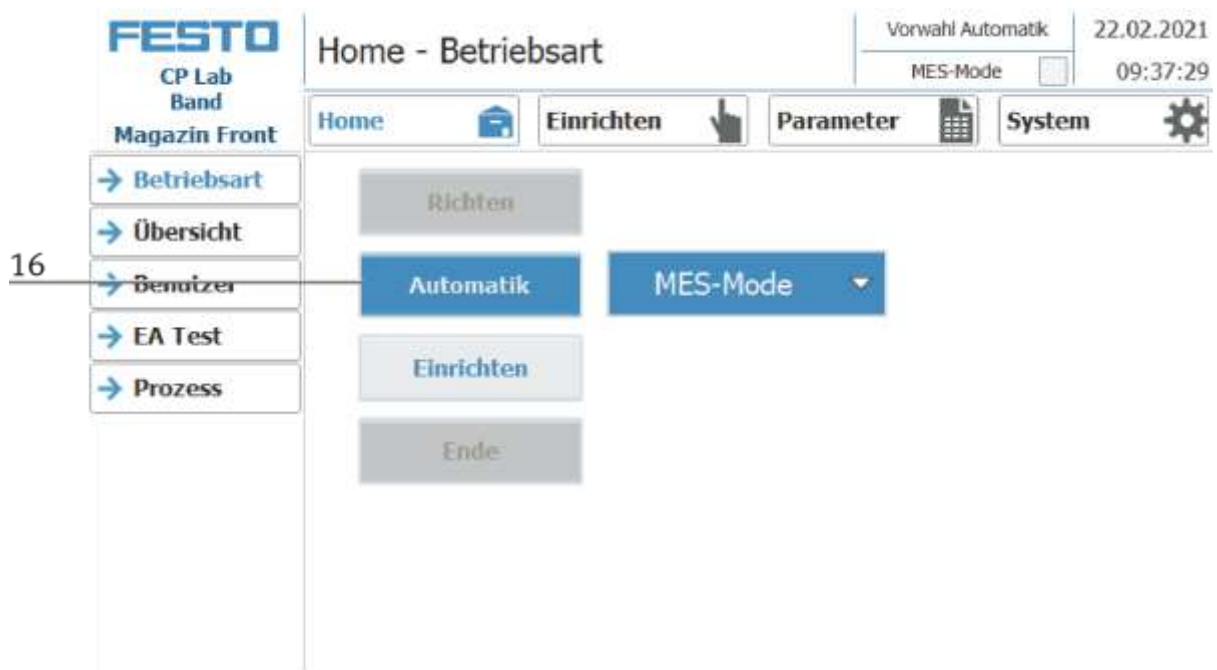 FESTO
CP Lab
Band
Magazin Front
Home - Betriebsart
Vorwahl Automatik
MES-Mode
22.02.2021
09:37:29
Home
Einrichten
Parameter
System
Betriebsart
Übersicht
Benutzer
EA Test
Prozess
16
Richten
Automatik
MES-Mode
Einrichten
Ende